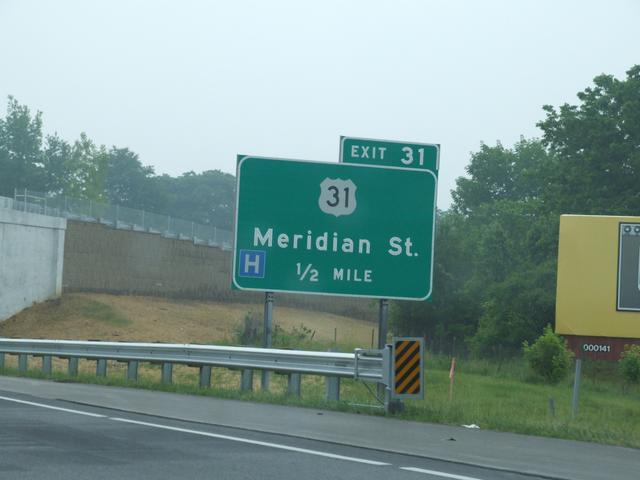 EXIT 31
31
Meridian St.
H
1/2 MILE
000141